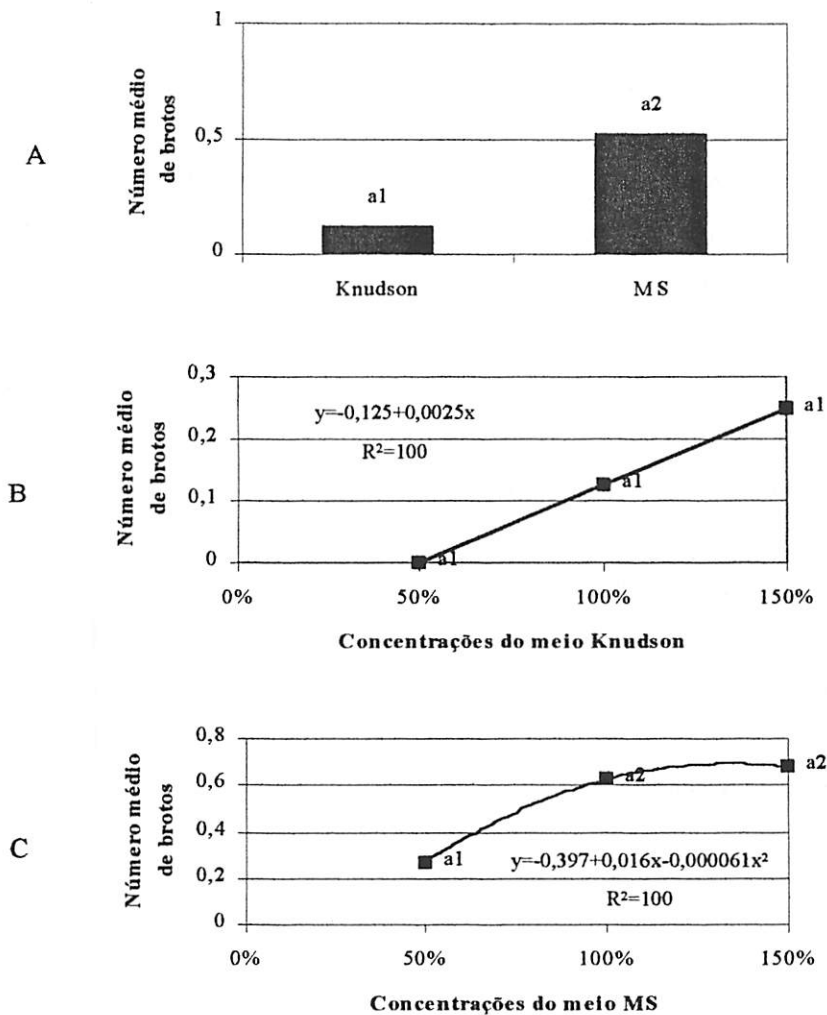 A
Número médio
de brotos
1
0,5
0
a1
a2
Knudson
MS
B
Número médio
de brotos
0,3
0,2
0,1
0
y=-0,125+0,0025x
R²=100
a1
a1
a1
0%
50%
100%
150%
Concentrações do meio Knudson
C
Número médio
de brotos
0,8
0,6
0,4
0,2
0
a1
a2
a2
y=-0,397+0,016x-0,000061x²
R²=100
0%
50%
100%
150%
Concentrações do meio MS